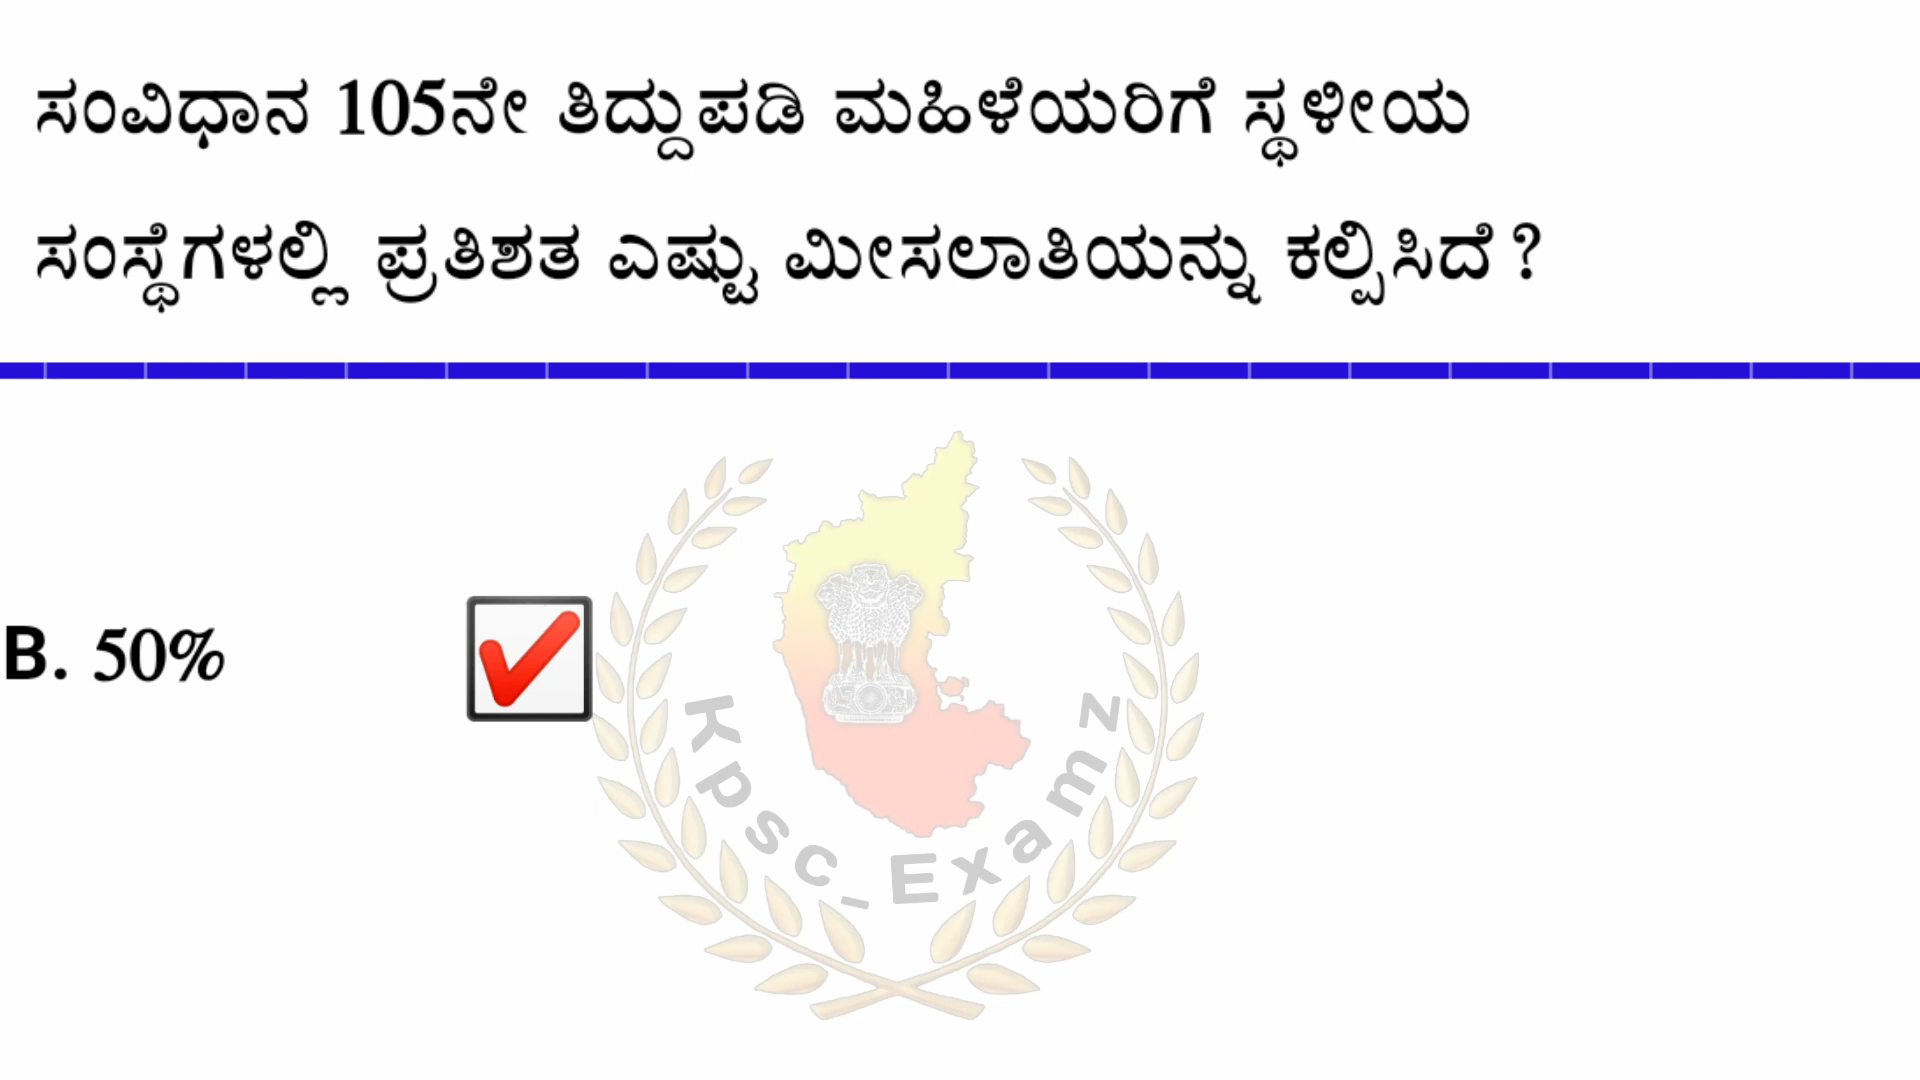 ಸಂವಿಧಾನ 105ನೇ ತಿದ್ದುಪಡಿ ಮಹಿಳೆಯರಿಗೆ ಸ್ಥಳೀಯ
ಸಂಸ್ಥೆಗಳಲ್ಲಿ ಪ್ರತಿಶತ ಎಷ್ಟು ಮೀಸಲಾತಿಯನ್ನು ಕಲ್ಪಿಸಿದೆ ?
B. 50%
Kpsc_Examz